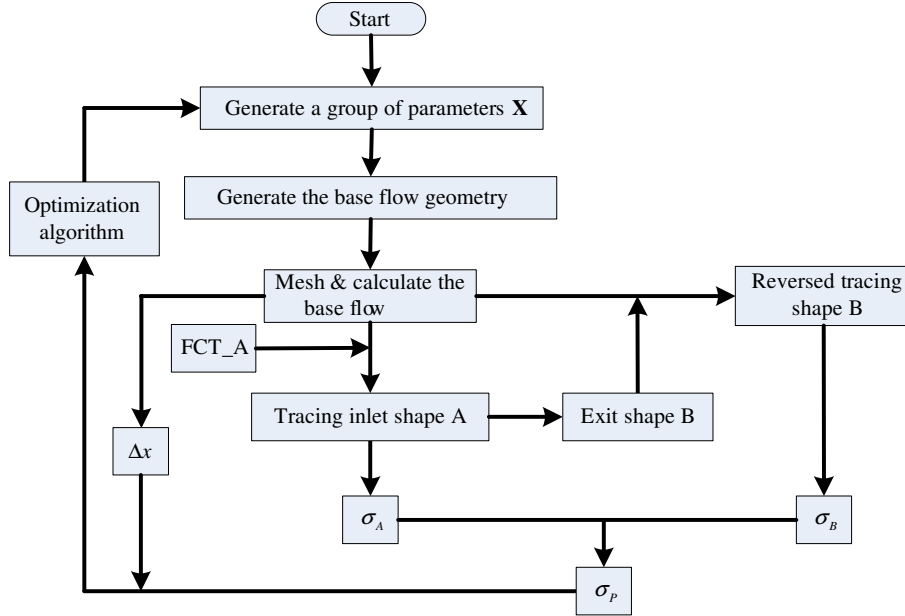 Start
Generate a group of parameters X
Generate the base flow geometry
Optimization
algorithm
Mesh & calculate the
base flow
Reversed tracing
shape B
FCT_A
Tracing inlet shape A
Exit shape B
Δx
σA
σB
σP